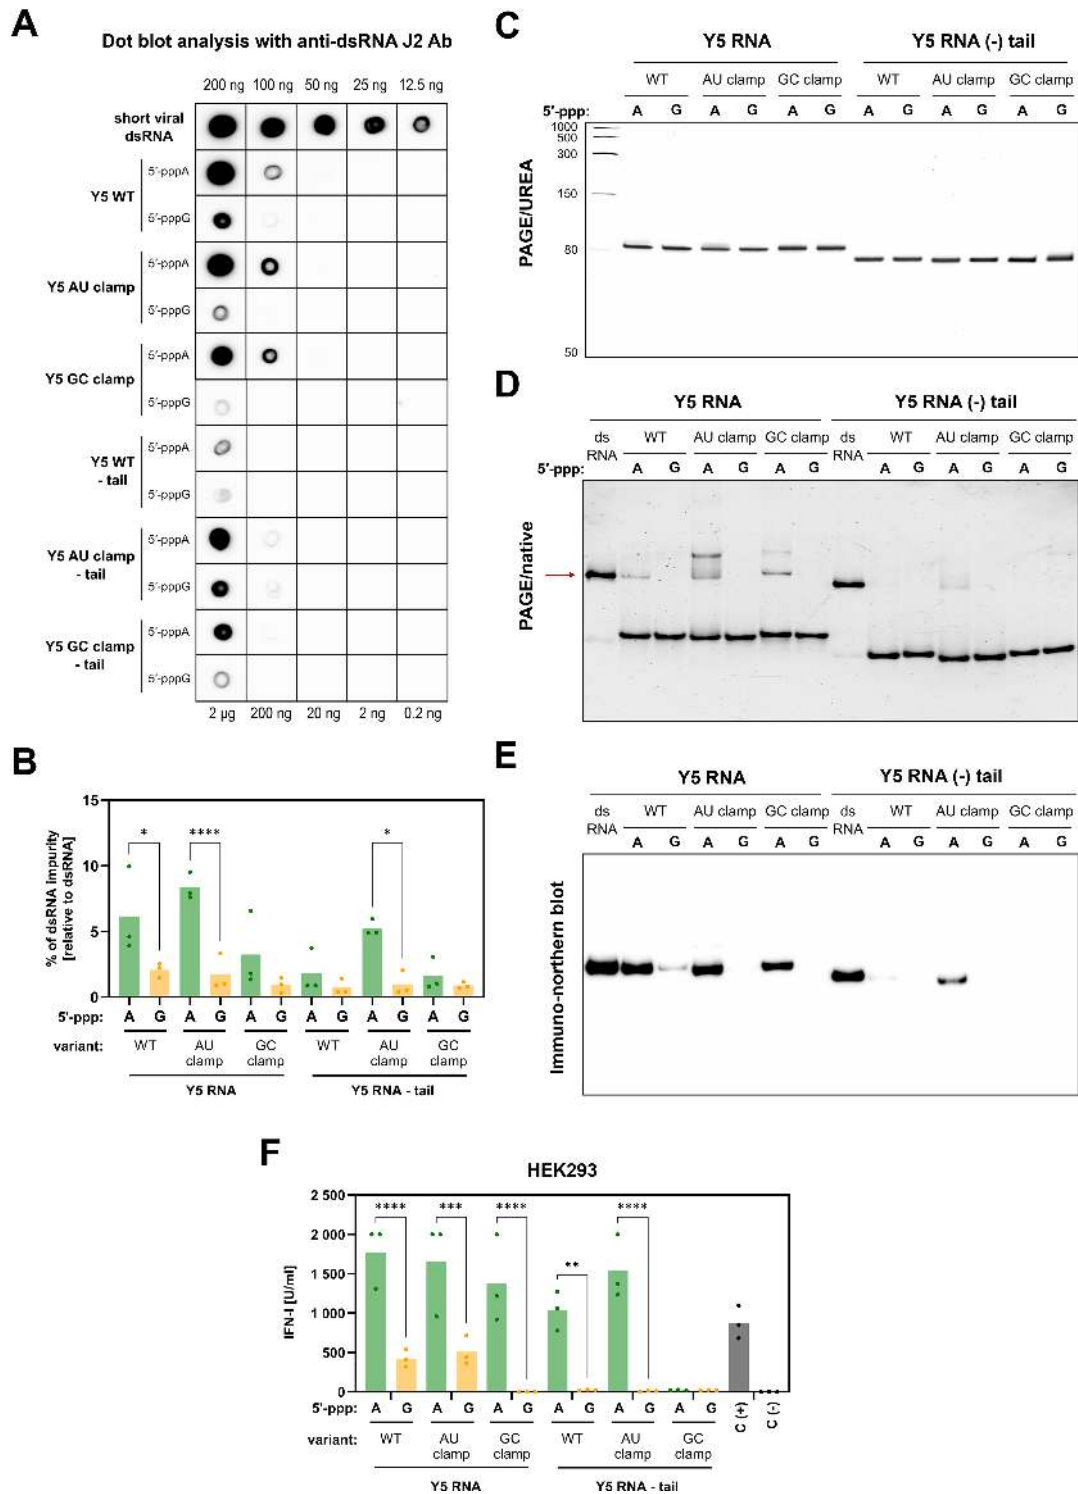 A
Dot blot analysis with anti-dsRNA J2 Ab
200 ng 100 ng 50 ng 25 ng 12.5 ng
short viral
dsRNA
Y5 WT
5'-pppA
5'-pppG
Y5 AU clamp
5'-pppA
5'-pppG
Y5 GC clamp
5'-pppA
5'-pppG
Y5 WT
- tail
5'-pppA
5'-pppG
Y5 AU clamp
- tail
5'-pppA
5'-pppG
Y5 GC clamp
- tail
5'-pppA
5'-pppG
2 µg 200 ng 20 ng 2 ng 0.2 ng
B
% of dsRNA impurity
[relative to dsRNA]
15
10
5
0
* **** *
5'-ppp: A G A G A G A G A G A G
variant: WT AU clamp GC clamp WT AU clamp GC clamp
Y5 RNA Y5 RNA - tail
C
Y5 RNA Y5 RNA (-) tail
WT AU clamp GC clamp WT AU clamp GC clamp
5'-ppp: A G A G A G A G A G A G
PAGE/UREA
1000
500
300
150
80
50
D
Y5 RNA Y5 RNA (-) tail
ds RNA WT AU clamp GC clamp ds RNA WT AU clamp GC clamp
5'-ppp: A G A G A G A G A G A G
PAGE/native
E
Y5 RNA Y5 RNA (-) tail
ds RNA WT AU clamp GC clamp ds RNA WT AU clamp GC clamp
A G A G A G A G A G A G
Immuno-northern blot
F
HEK293
IFN-I [U/ml]
2 500
2 000
1 500
1 000
500
0
**** *** **** ** ****
5'-ppp: A G A G A G A G A G A G C (+) C (-)
variant: WT AU clamp GC clamp WT AU clamp GC clamp
Y5 RNA Y5 RNA - tail